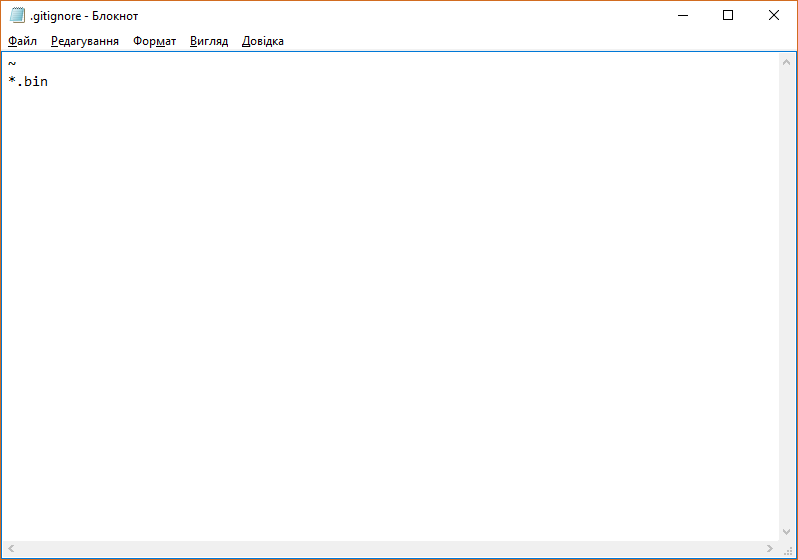 .gitignore - Блокнот
Файл Редагування Формат Вигляд Довідка
~
*.bin